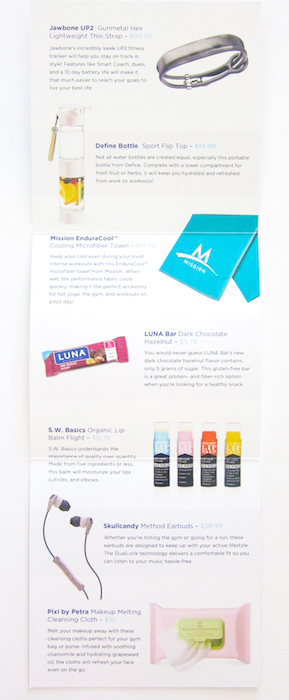 Jawbone UP2 Gunmetal Hex
Lightweight Thin Strap – $99.99
Jawbone's incredibly sleek UP2 fitness
tracker will help you stay on track in
style! Features like Smart Coach, duels,
and a 10 day battery life will make it
that much easier to reach your goals to
live your best life.
Define Bottle Sport Flip Top –
Not all water bottles are created equal, especially this portable
bottle from Define. Complete with a lower compartment for
fresh fruit or herbs, it will keep you hydrated and refreshed
from work to workouts!
Mission EnduraCool™
Cooling Microfiber Towel –
Keep your cool even during your most
intense workouts with this EnduraCool™
microfiber towel from Mission. When
wet, the performance fabric cools
quickly, making it the perfect accessory
for hot yoga, the gym, and workouts on
a hot day!
MISSION
LUNA Bar Dark Chocolate
Hazelnut –
You would never guess LUNA Bar's new
dark chocolate hazelnut flavor contains
only 5 grams of sugar. This gluten-free bar
is a great protein- and fiber-rich option
when you're looking for a healthy snack.
LUNA
S.W. Basics Organic Lip
Balm Flight –
S.W. Basics understands the
importance of quality over quantity.
Made from five ingredients or less,
this balm will moisturize your lips,
cuticles, and elbows.
LIP LIP LIP LIP
Skullcandy Method Earbuds –
Whether you're hitting the gym or going for a run, these
earbuds are designed to keep up with your active lifestyle.
The DualLock technology delivers a comfortable fit so you
can listen to your music hassle free.
Pixi by Petra Makeup Melting
Cleansing Cloth – $10
Melt your makeup away with these
cleansing cloths perfect for your gym
bag or purse. Infused with soothing
chamomile and hydrating grapeseed
oil, the cloths will refresh your face
even on the go.